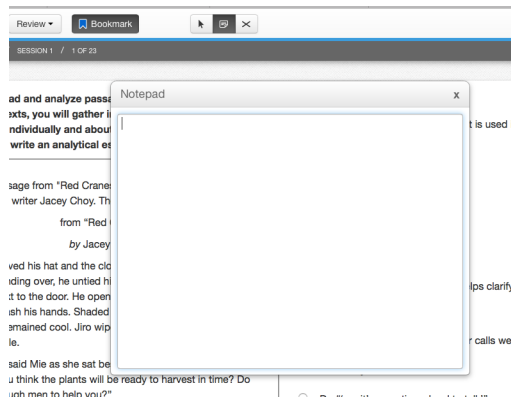 Review
Bookmark
SESSION 1 / 1 OF 23
Notepad x
ad and analyze passa
exts, you will gather i
ndividually and about
write an analytical es
t is used
sage from "Red Crane
writer Jacey Choy. Th
from "Red
by Jacey
ved his hat and the clo
nding over, he untied hi
xt to the door. He open
ash his hands. Shaded
emained cool. Jiro wip
le.
lps clarify
r calls we
said Mie as she sat be
u think the plants will be ready to harvest in time? Do
ugh men to help you?"